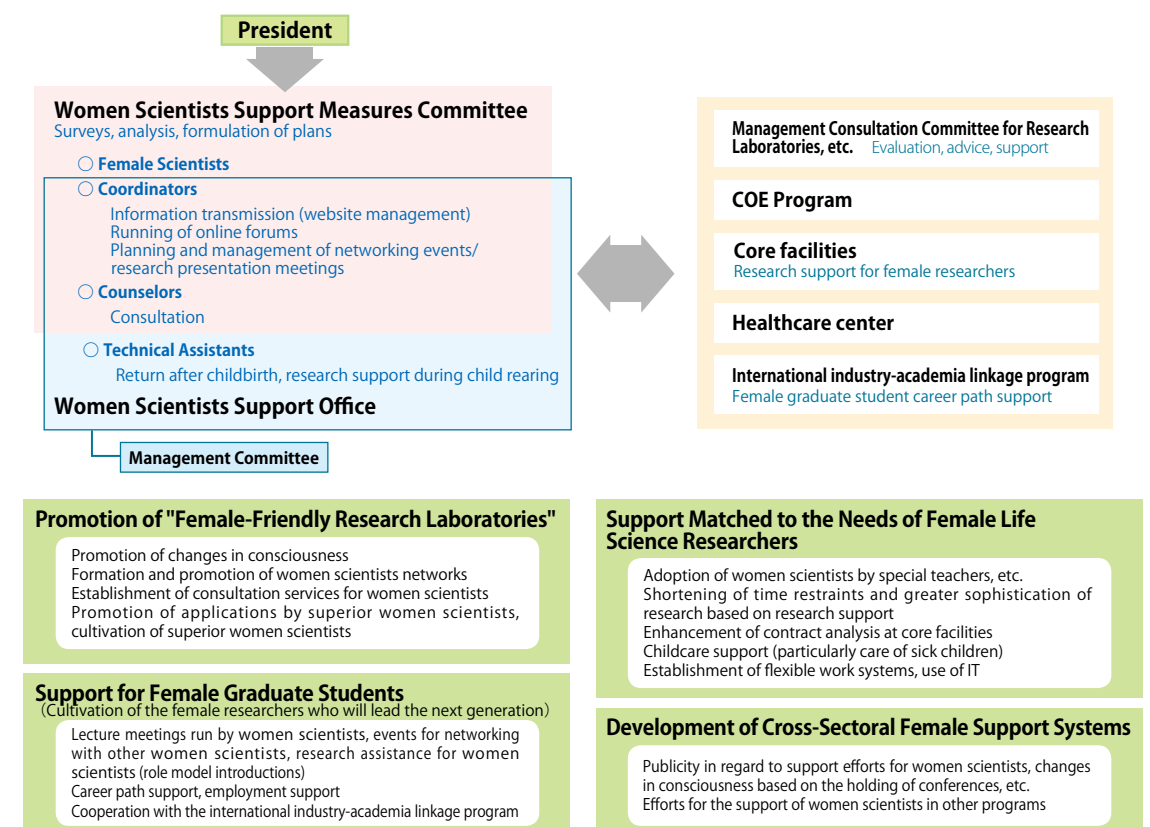 President
Women Scientists Support Measures Committee
Surveys, analysis, formulation of plans
○ Female Scientists
○ Coordinators
Information transmission (website management)
Running of online forums
Planning and management of networking events/
research presentation meetings
○ Counselors
Consultation
○ Technical Assistants
Return after childbirth, research support during child rearing
Women Scientists Support Office
Management Committee
Management Consultation Committee for Research
Laboratories, etc. Evaluation, advice, support
COE Program
Core facilities
Research support for female researchers
Healthcare center
International industry-academia linkage program
Female graduate student career path support
Promotion of "Female-Friendly Research Laboratories"
Promotion of changes in consciousness
Formation and promotion of women scientists networks
Establishment of consultation services for women scientists
Promotion of applications by superior women scientists,
cultivation of superior women scientists
Support for Female Graduate Students
（Cultivation of the female researchers who will lead the next generation）
Lecture meetings run by women scientists, events for networking
with other women scientists, research assistance for women
scientists (role model introductions)
Career path support, employment support
Cooperation with the international industry-academia linkage program
Support Matched to the Needs of Female Life
Science Researchers
Adoption of women scientists by special teachers, etc.
Shortening of time restraints and greater sophistication of
research based on research support
Enhancement of contract analysis at core facilities
Childcare support (particularly care of sick children)
Establishment of flexible work systems, use of IT
Development of Cross-Sectoral Female Support Systems
Publicity in regard to support efforts for women scientists, changes
in consciousness based on the holding of conferences, etc.
Efforts for the support of women scientists in other programs